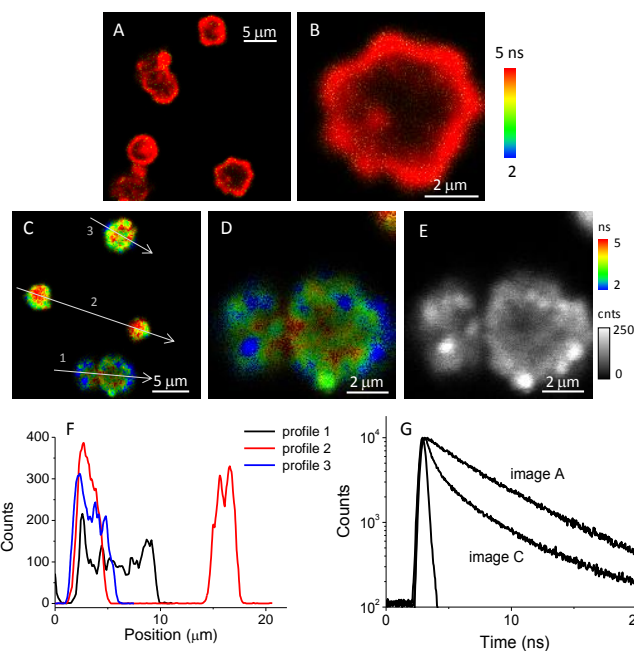 A
5 μm
B
2 μm
5 ns
2
C
3
2
1
5 μm
D
2 μm
E
2 μm
ns
5
2
cnts
250
0
F
400
300
200
100
0
Counts
0
5
10
15
20
Position (μm)
profile 1
profile 2
profile 3
G
10⁴
10³
10²
Counts
image A
image C
0
10
20
Time (ns)